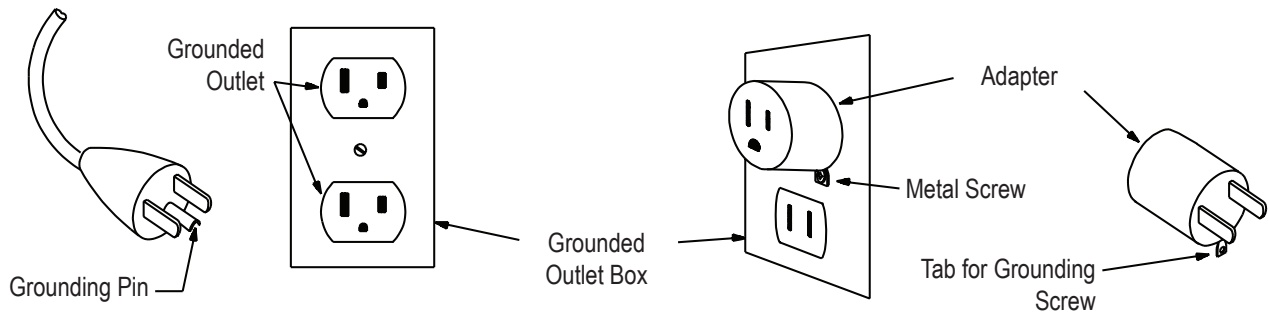 Grounded
Outlet
Grounding Pin
Grounded
Outlet Box
Adapter
Metal Screw
Tab for Grounding
Screw